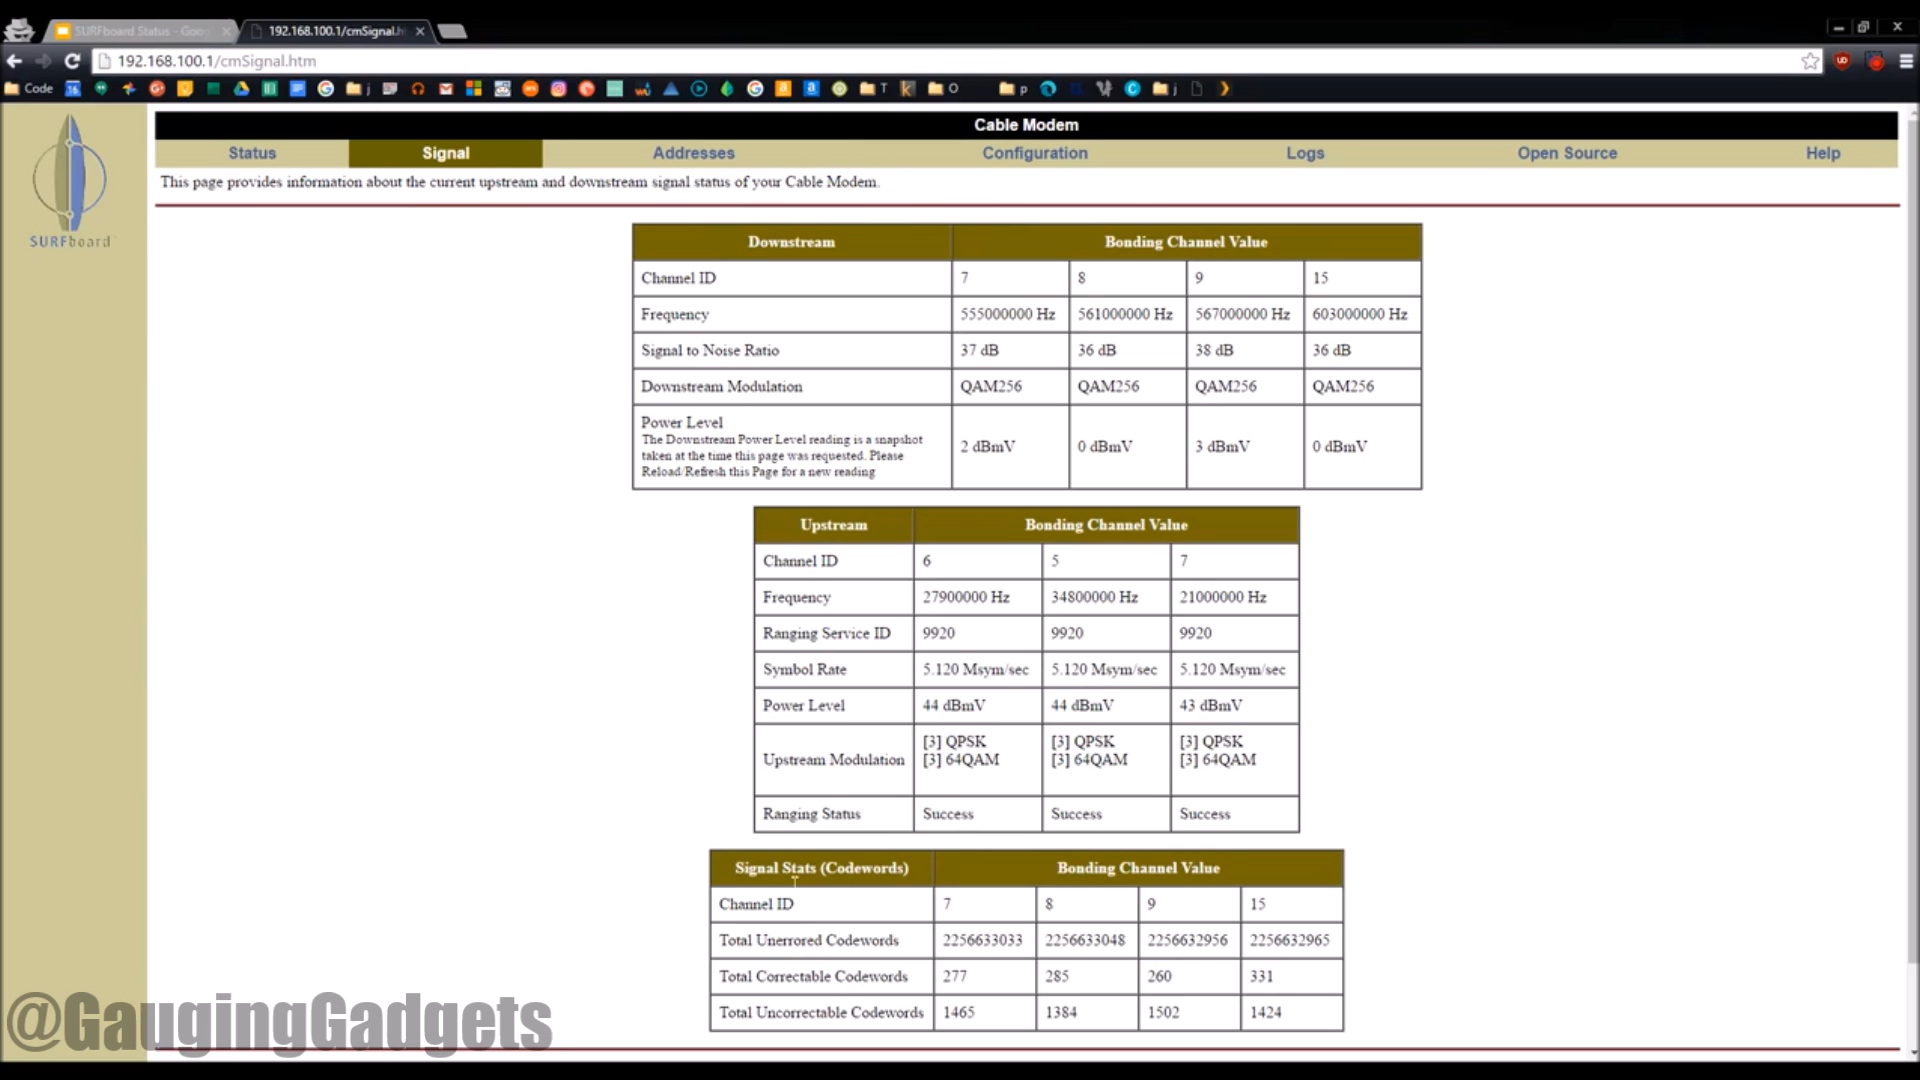 SURFboard Status - Goog
192.168.100.1/cmSignal.h
192.168.100.1/cmSignal.htm
Code
16
j
T
O
p
j
Cable Modem
Status Signal Addresses Configuration Logs Open Source Help
This page provides information about the current upstream and downstream signal status of your Cable Modem.
SURFboard
Downstream Bonding Channel Value
Channel ID 7 8 9 15
Frequency 555000000 Hz 561000000 Hz 567000000 Hz 603000000 Hz
Signal to Noise Ratio 37 dB 36 dB 38 dB 36 dB
Downstream Modulation QAM256 QAM256 QAM256 QAM256
Power Level
The Downstream Power Level reading is a snapshot
taken at the time this page was requested. Please
Reload/Refresh this Page for a new reading
2 dBmV 0 dBmV 3 dBmV 0 dBmV
Upstream Bonding Channel Value
Channel ID 6 5 7
Frequency 27900000 Hz 34800000 Hz 21000000 Hz
Ranging Service ID 9920 9920 9920
Symbol Rate 5.120 Msym/sec 5.120 Msym/sec 5.120 Msym/sec
Power Level 44 dBmV 44 dBmV 43 dBmV
Upstream Modulation
[3] QPSK [3] QPSK [3] QPSK
[3] 64QAM [3] 64QAM [3] 64QAM
Ranging Status Success Success Success
Signal Stats (Codewords) Bonding Channel Value
Channel ID 7 8 9 15
Total Unerrored Codewords 2256633033 2256633048 2256632956 2256632965
Total Correctable Codewords 277 285 260 331
Total Uncorrectable Codewords 1465 1384 1502 1424
@GaugingGadgets